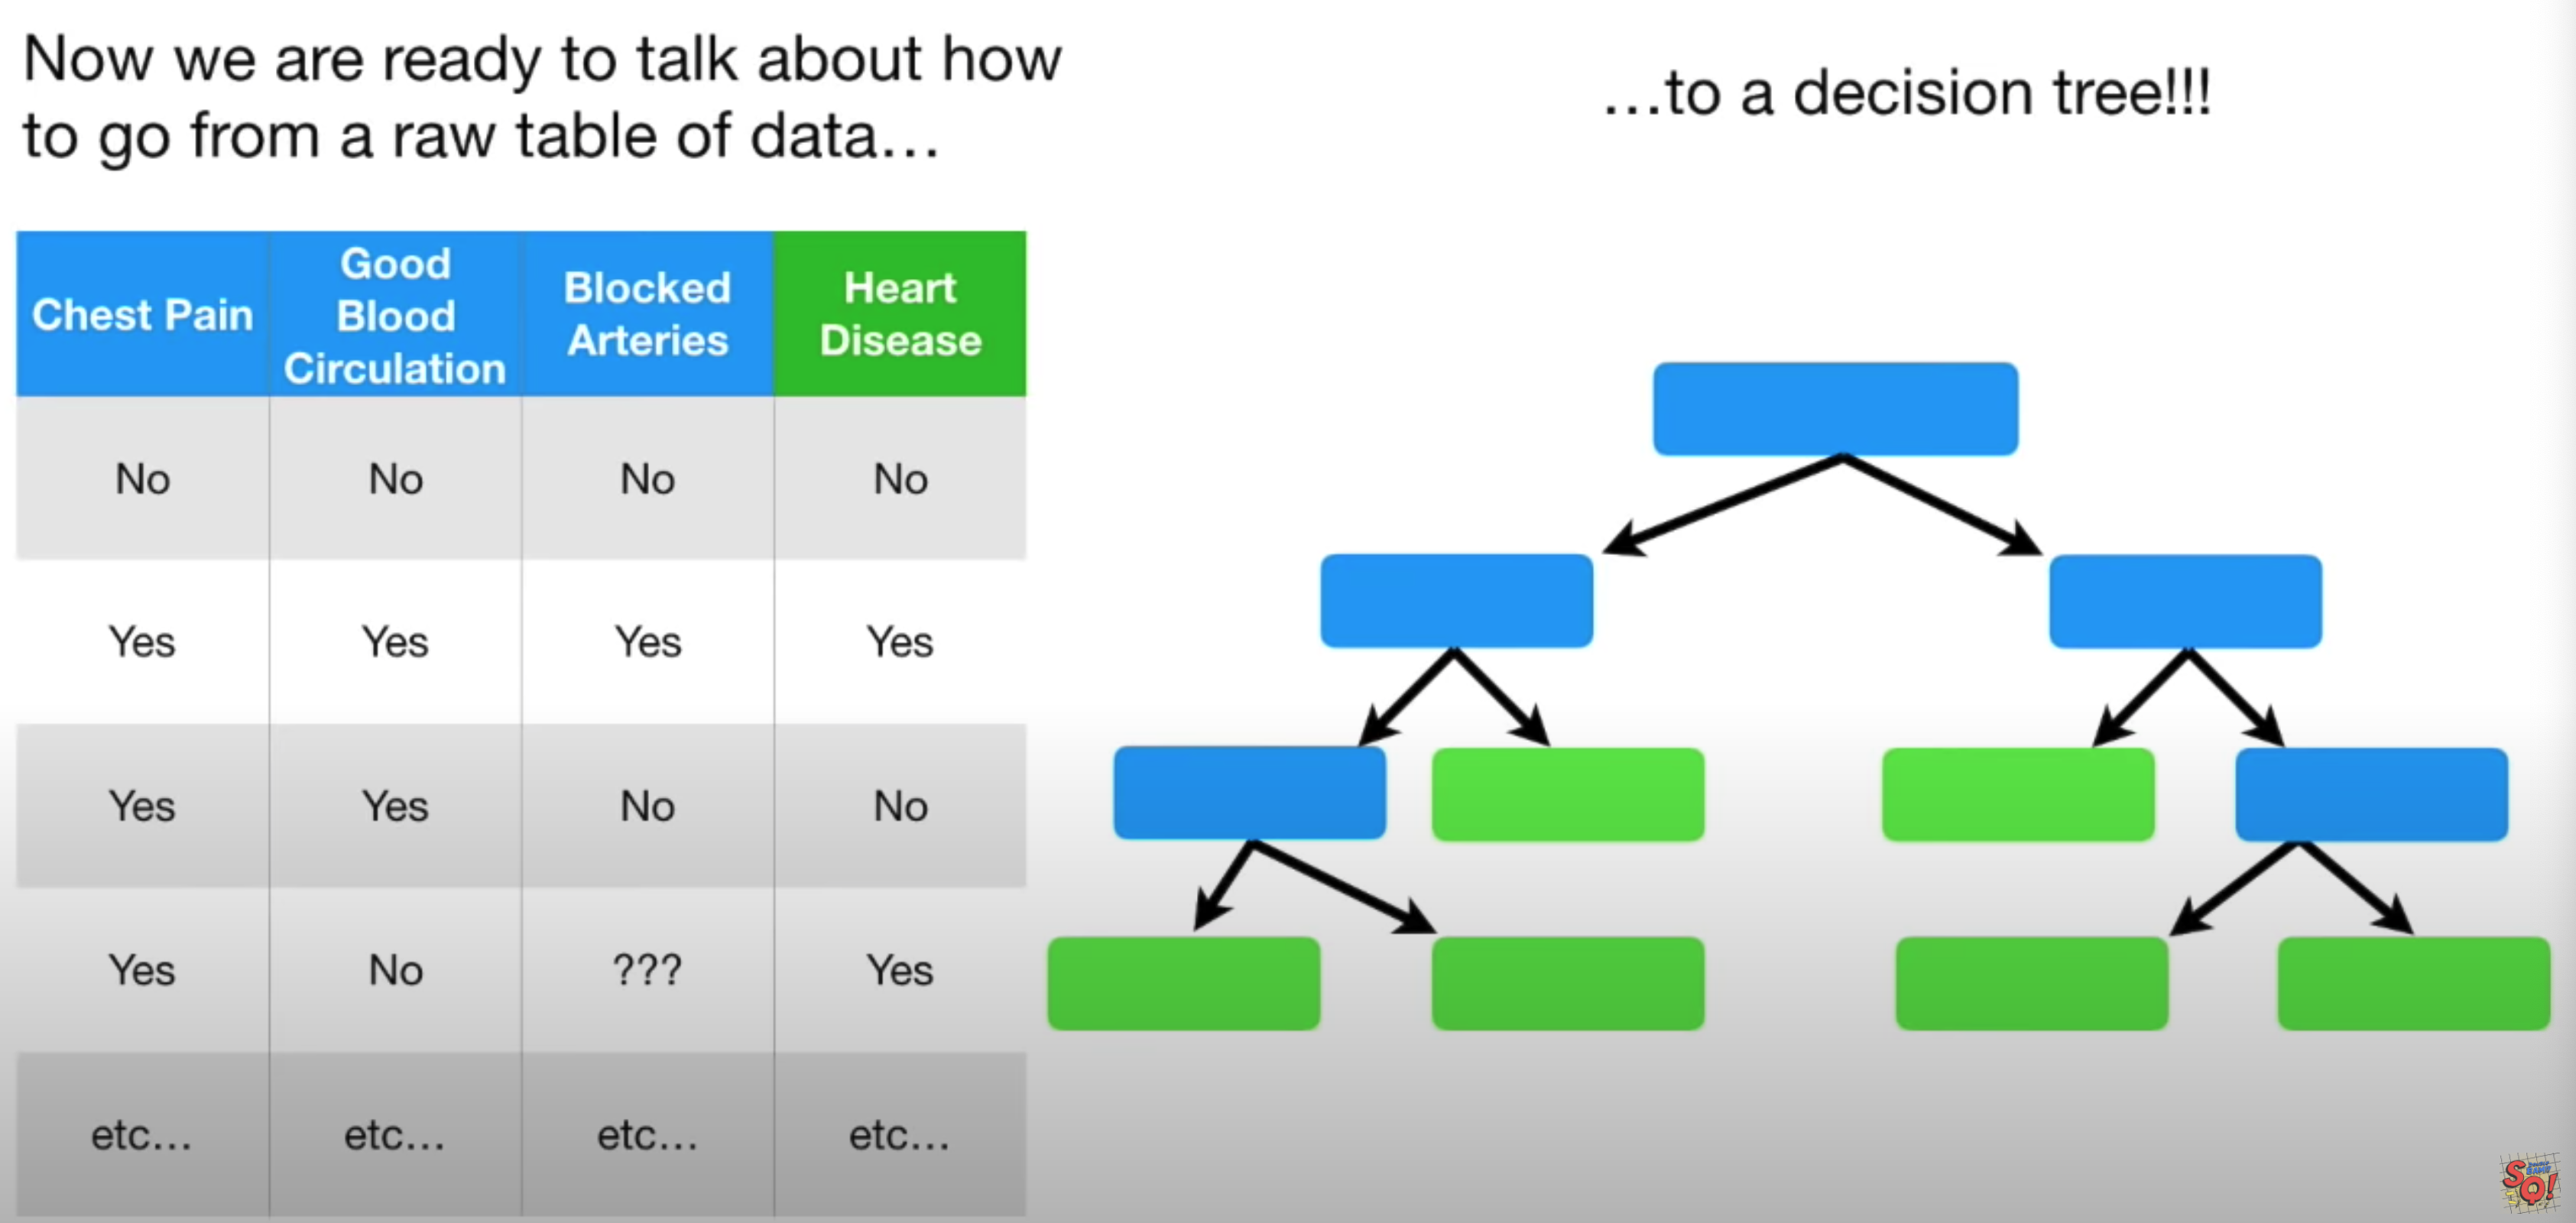 Now we are ready to talk about how
to go from a raw table of data…
…to a decision tree!!!
Chest Pain
Good
Blood
Circulation
Blocked
Arteries
Heart
Disease
No No No No
Yes Yes Yes Yes
Yes Yes No No
Yes No ??? Yes
etc… etc… etc… etc…
SQ!